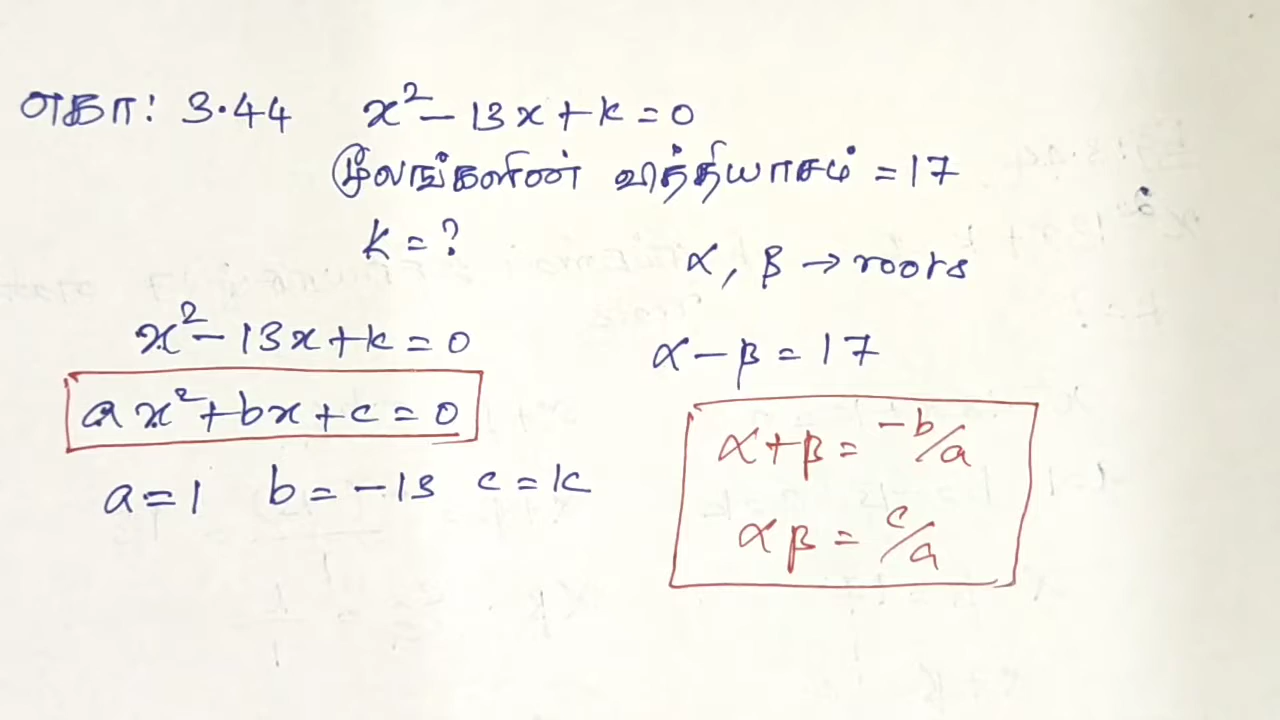 எகா: 3.44 x² - 13x + k = 0
மூலங்களின் வித்தியாசம் = 17
k = ?
α, β → roots
x² - 13x + k = 0
α - β = 17
ax² + bx + c = 0
α + β = -b/a
a = 1 b = -13 c = k
αβ = c/a